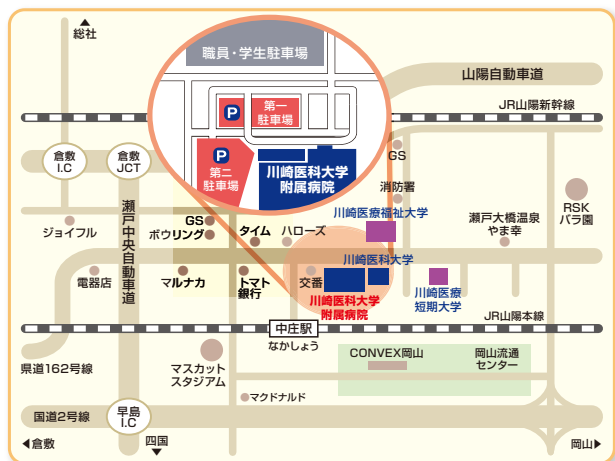 ▲
総社
職員・学生駐車場
山陽自動車道
JR山陽新幹線
P
第一
駐車場
P
第二
駐車場
川崎医科大学
附属病院
GS
倉敷
I.C
倉敷
JCT
消防署
川崎医療福祉大学
RSK
バラ園
瀬戸大橋温泉
やま幸
ジョイフル
瀬戸中央自動車道
GS
ボウリング
タイム
ハローズ
川崎医科大学
電器店
マルナカ
トマト
銀行
交番
川崎医科大学
附属病院
川崎医療
短期大学
JR山陽本線
中庄駅
なかしょう
県道162号線
マスカット
スタジアム
CONVEX岡山
岡山流通
センター
マクドナルド
国道2号線
早島
I.C
◀倉敷
四国
▼
岡山▶